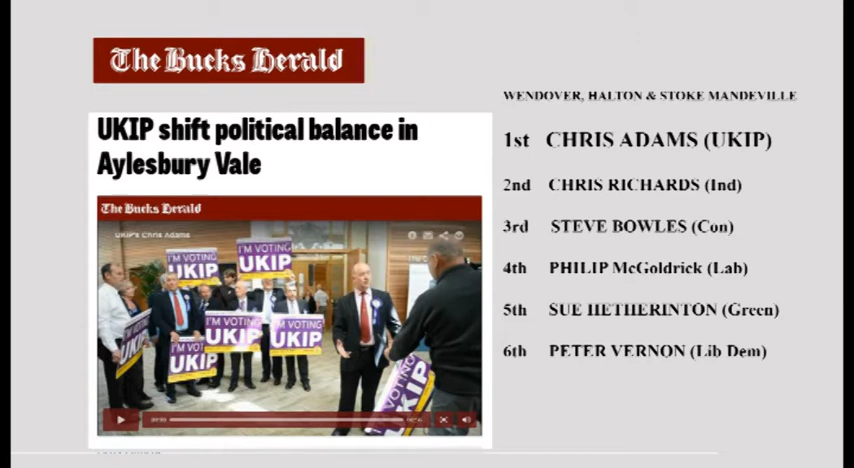 The Bucks Herald
UKIP shift political balance in
Aylesbury Vale
The Bucks Herald
UKIP's Chris Adams
I'M VOTING
UKIP
I'M VOTING
UKIP
I'M VOTING
UKIP
I'M VOTING
UKIP
I'M VOT
UKIP
UKIP
WENDOVER, HALTON & STOKE MANDEVILLE
1st CHRIS ADAMS (UKIP)
2nd CHRIS RICHARDS (Ind)
3rd STEVE BOWLES (Con)
4th PHILIP McGoldrick (Lab)
5th SUE HETHERINTON (Green)
6th PETER VERNON (Lib Dem)